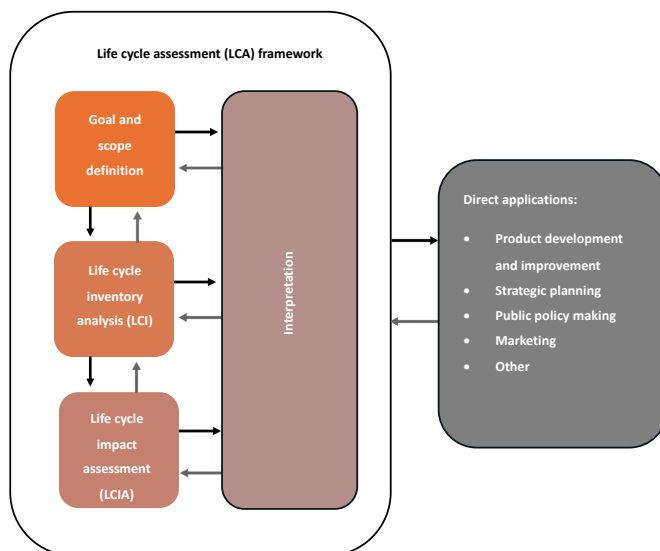 Life cycle assessment (LCA) framework
Goal and
scope
definition
Life cycle
inventory
analysis (LCI)
Life cycle
impact
assessment
(LCIA)
Interpretation
Direct applications:
• Product development
and improvement
• Strategic planning
• Public policy making
• Marketing
• Other